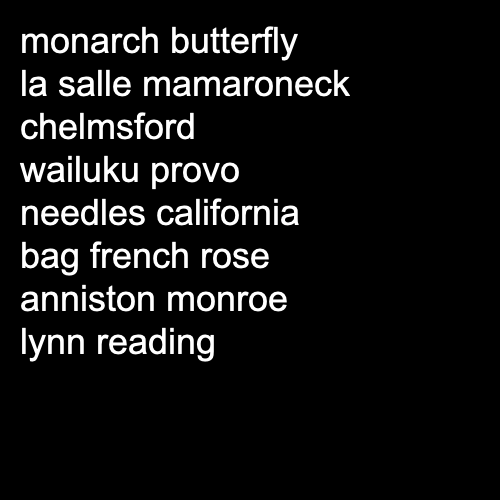 monarch butterfly
la salle mamaroneck
chelmsford
wailuku provo
needles california
bag french rose
anniston monroe
lynn reading